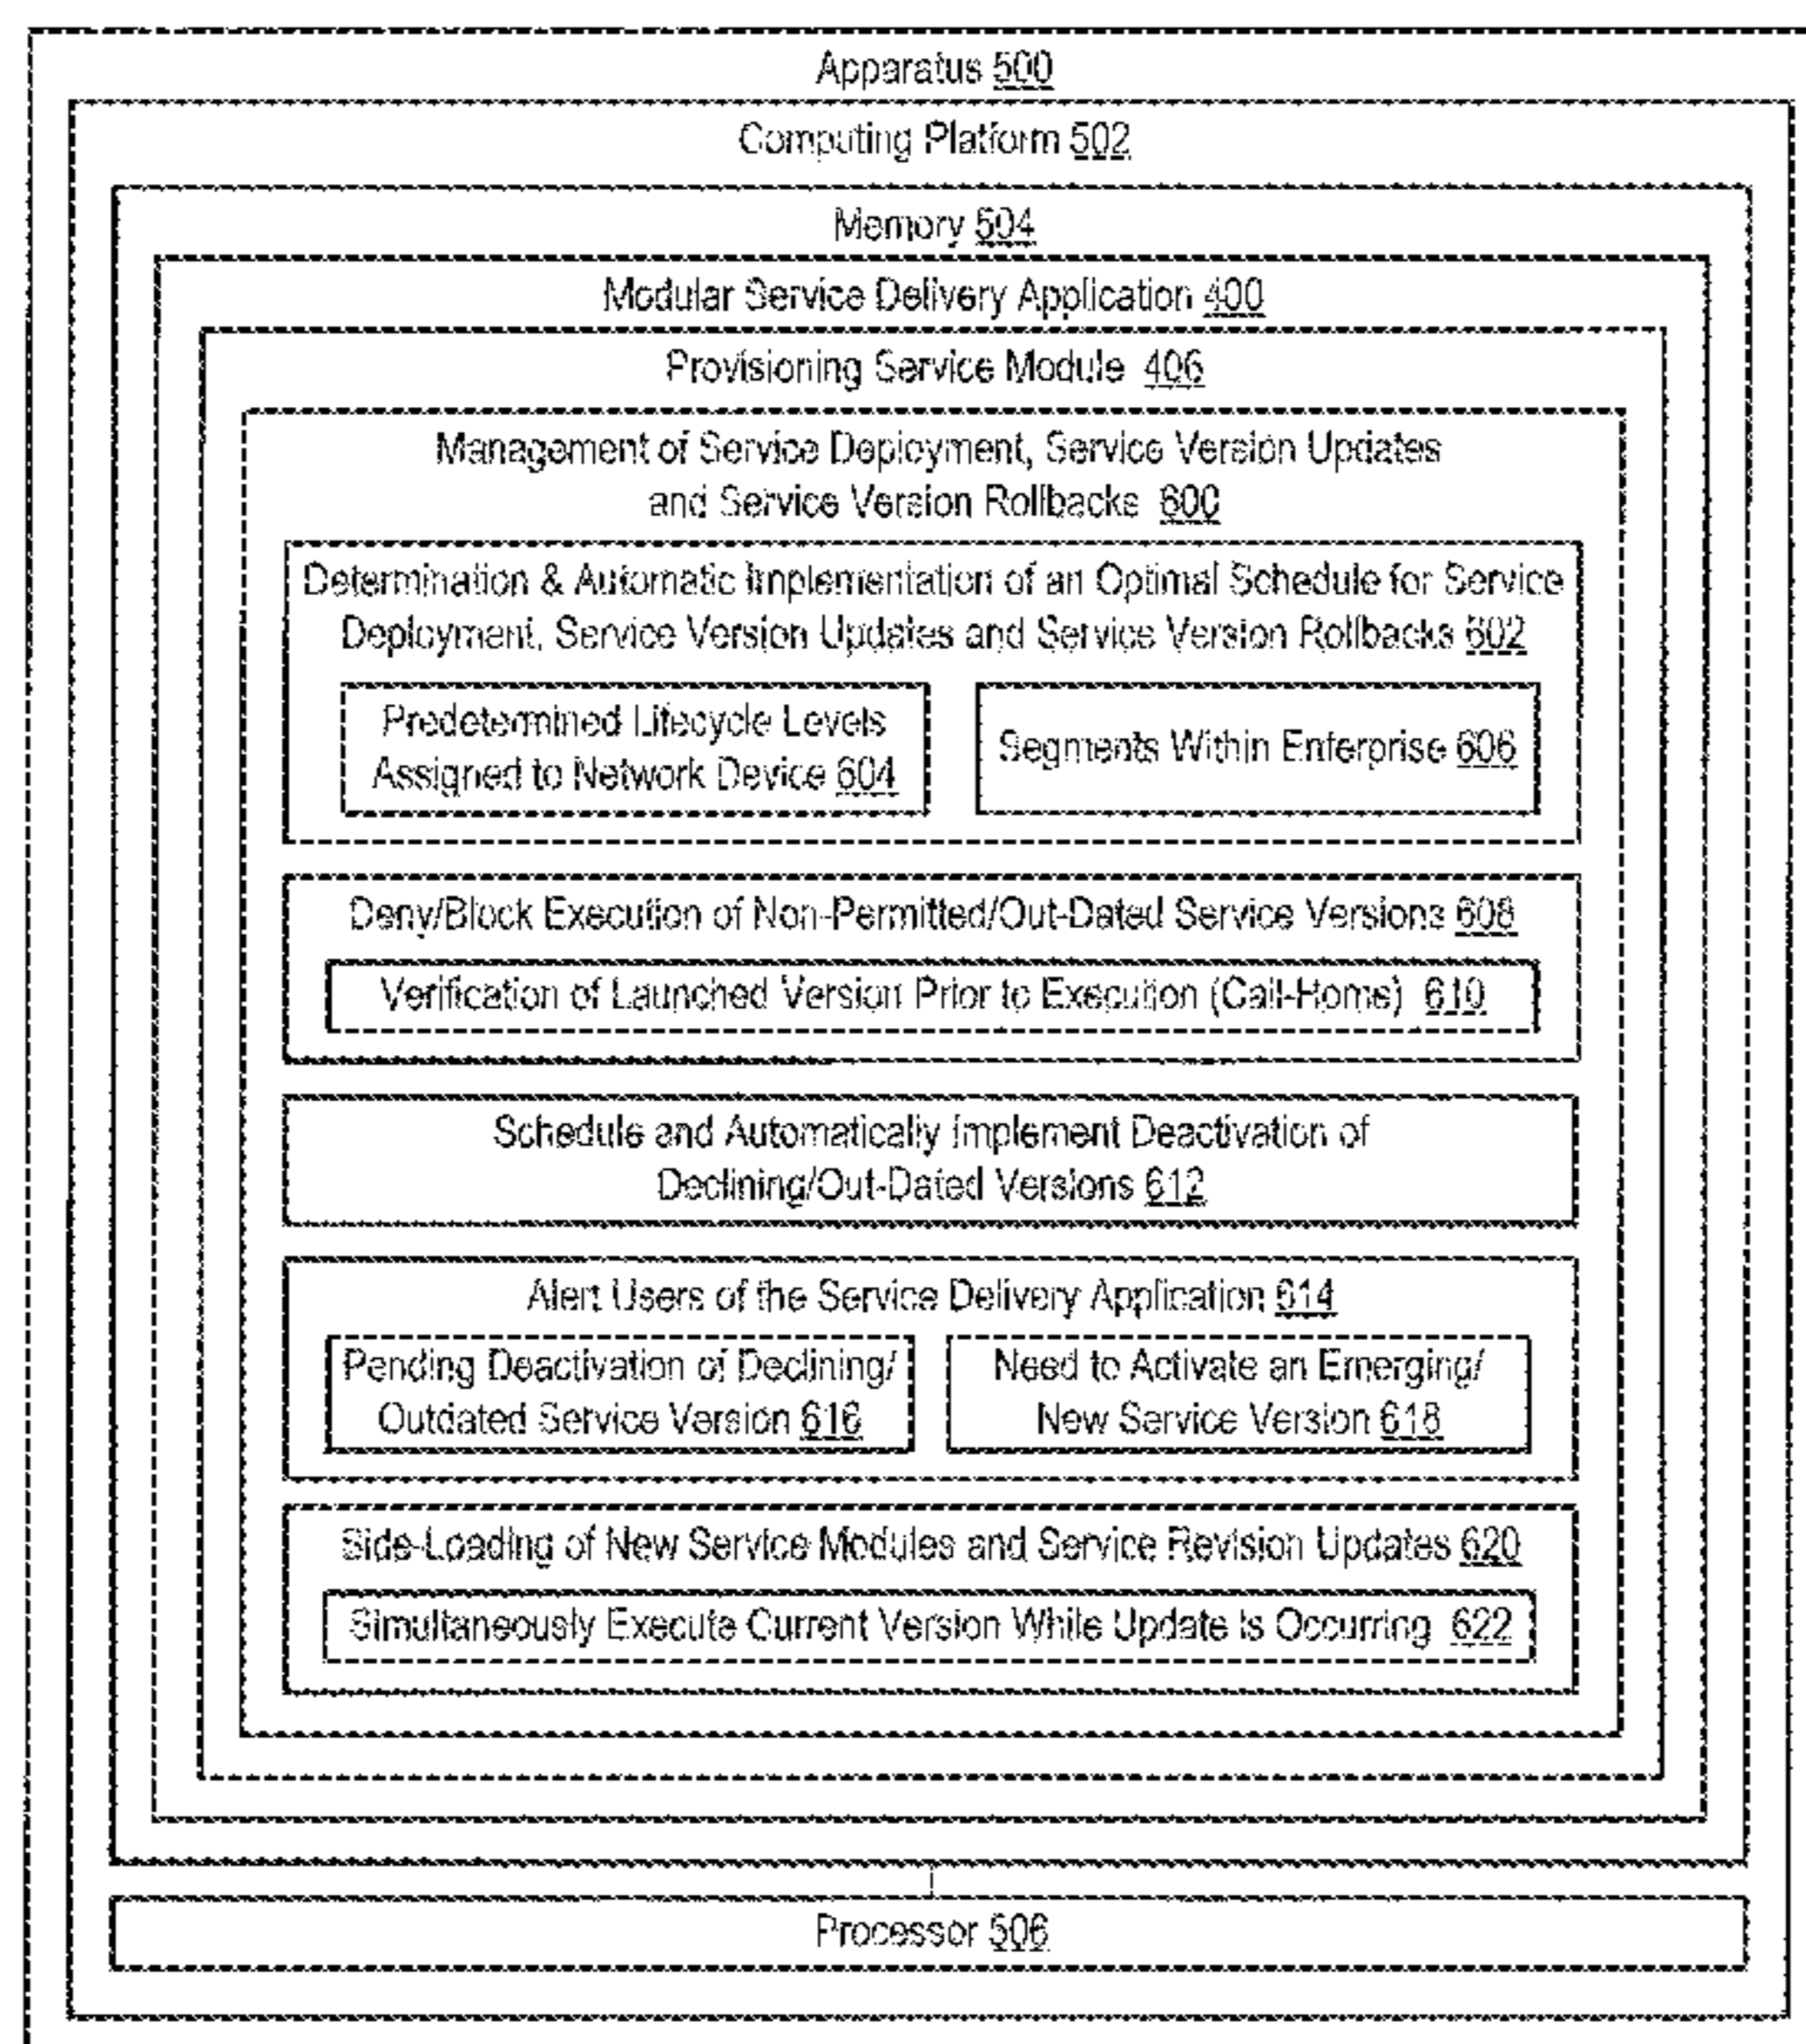 Apparatus 500
Computing Platform 502
Memory 504
Modular Service Delivery Application 400
Provisioning Service Module 406
Management of Service Deployment, Service Version Updates
and Service Version Rollbacks 600
Determination & Automatic Implementation of an Optimal Schedule for Service
Deployment, Service Version Updates and Service Version Rollbacks 602
Predetermined Lifecycle Levels
Assigned to Network Device 604
Segments Within Enterprise 606
Deny/Block Execution of Non-Permitted/Out-Dated Service Versions 608
Verification of Launched Version Prior to Execution (Call-Home) 610
Schedule and Automatically Implement Deactivation of
Declining/Out-Dated Versions 612
Alert Users of the Service Delivery Application 614
Pending Deactivation of Declining/
Outdated Service Version 616
Need to Activate an Emerging/
New Service Version 618
Side-Loading of New Service Modules and Service Revision Updates 620
Simultaneously Execute Current Version While Update is Occurring 622
Processor 506